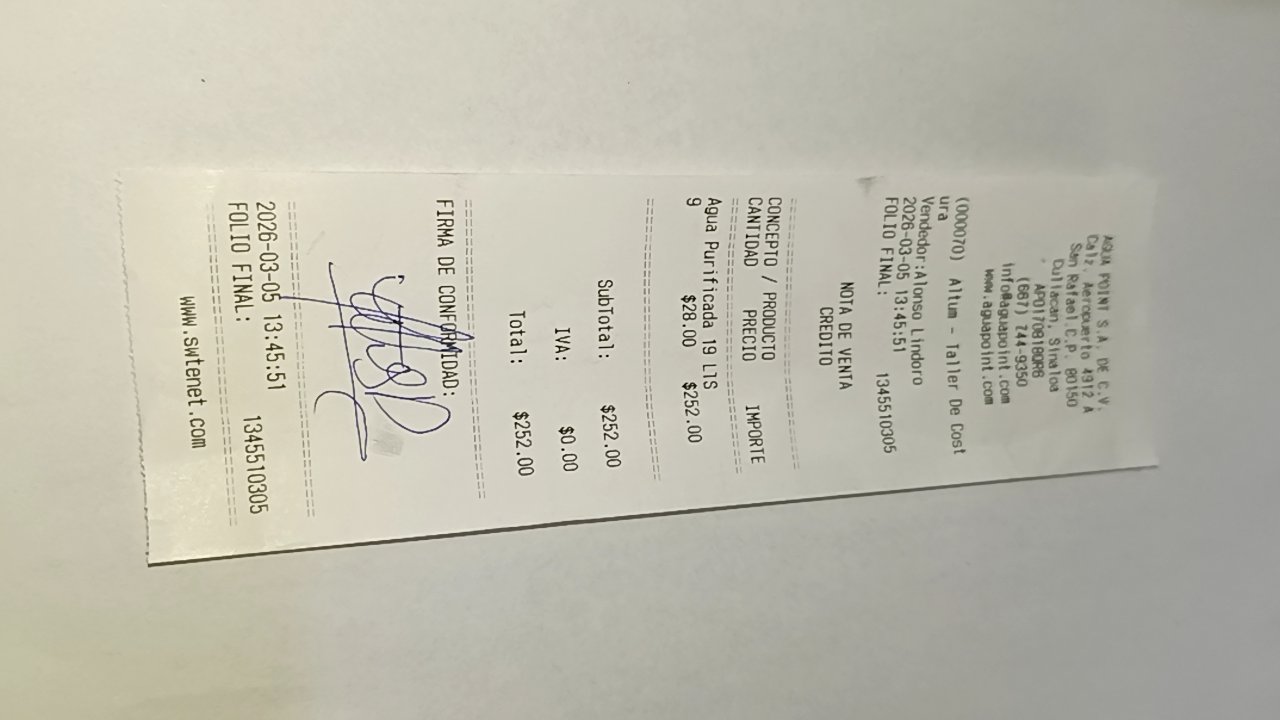 AGUA POINT S.A. DE C.V.
Calz. Aeropuerto 4912 A
San Rafael C.P. 80150
Culiacan, Sinaloa
(667) 744-9350
info@aguapoint.com
www.aguapoint.com
(000070) Altum - Taller De Cost
ura
Vendedor:Alonso Lindoro
2026-03-05 13:45:51
FOLIO FINAL: 1345510305
NOTA DE VENTA
CREDITO
CONCEPTO / PRODUCTO
CANTIDAD PRECIO IMPORTE
Agua Purificada 19 LTS
9 $28.00 $252.00
SubTotal: $252.00
IVA: $0.00
Total: $252.00
FIRMA DE CONFORMIDAD:
2026-03-05 13:45:51
FOLIO FINAL: 1345510305
www.swtenet.com